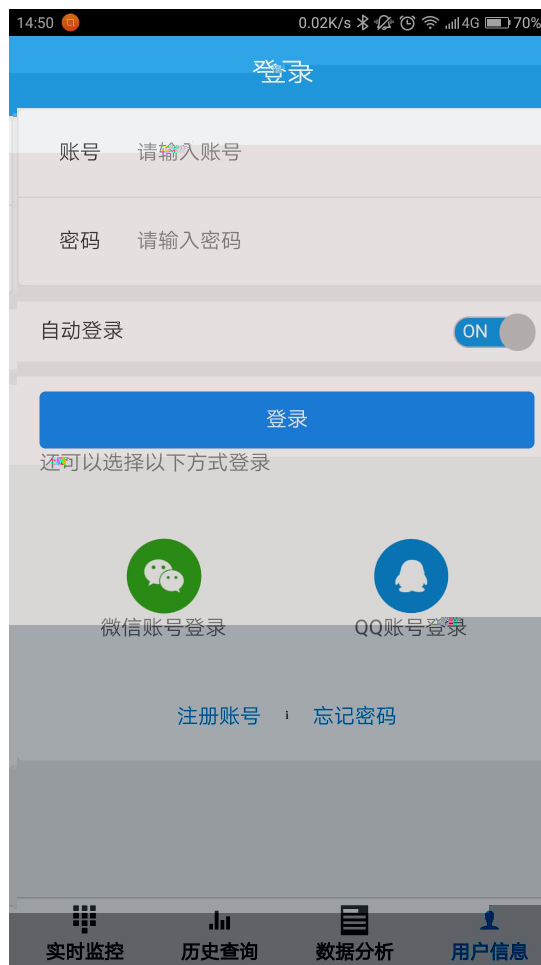 14:50 0.02K/s 4G 70%
登录
账号 请输入账号
密码 请输入密码
自动登录 ON
登录
还可以选择以下方式登录
微信账号登录 QQ账号登录
注册账号 i 忘记密码
实时监控 历史查询 数据分析 用户信息